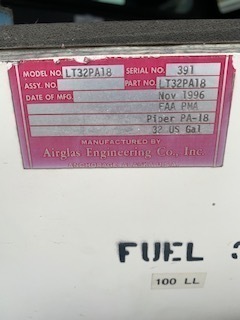 MODEL NO. LT32PA18 SERIAL NO. 391
ASSY. NO. PART NO. LT32PA18
DATE OF MFG. Nov 1996
FAA PMA
Piper PA-18
32 US Gal
MANUFACTURED BY
Airglas Engineering Co., Inc.
FUEL
100 LL